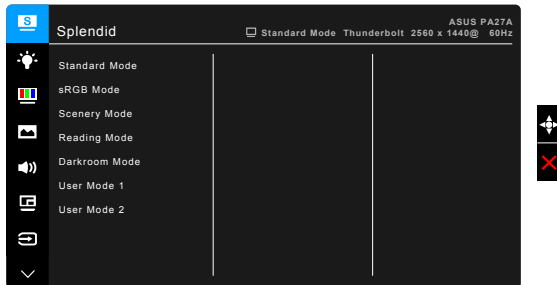 S
ASUS PA27A
Splendid
Standard Mode Thunderbolt 2560 x 1440@ 60Hz
Standard Mode
sRGB Mode
Scenery Mode
Reading Mode
Darkroom Mode
User Mode 1
User Mode 2